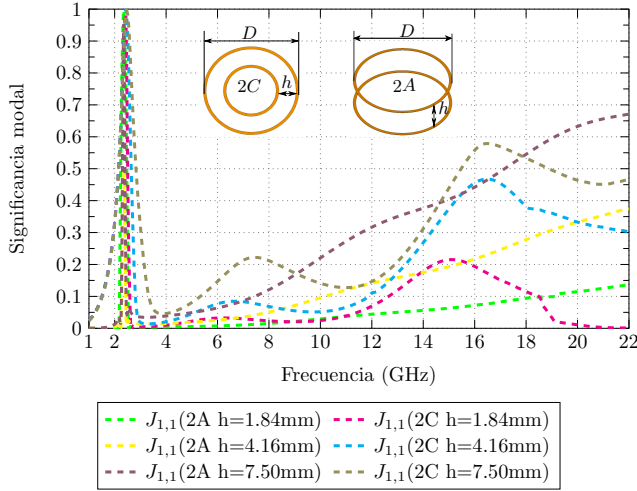 1
0.9
0.8
0.7
0.6
0.5
0.4
0.3
0.2
0.1
0
Significancia modal
D
2C
h
D
2A
h
1 2 4 6 8 10 12 14 16 18 20 22
Frecuencia (GHz)
J1,1(2A h=1.84mm) J1,1(2C h=1.84mm)
J1,1(2A h=4.16mm) J1,1(2C h=4.16mm)
J1,1(2A h=7.50mm) J1,1(2C h=7.50mm)